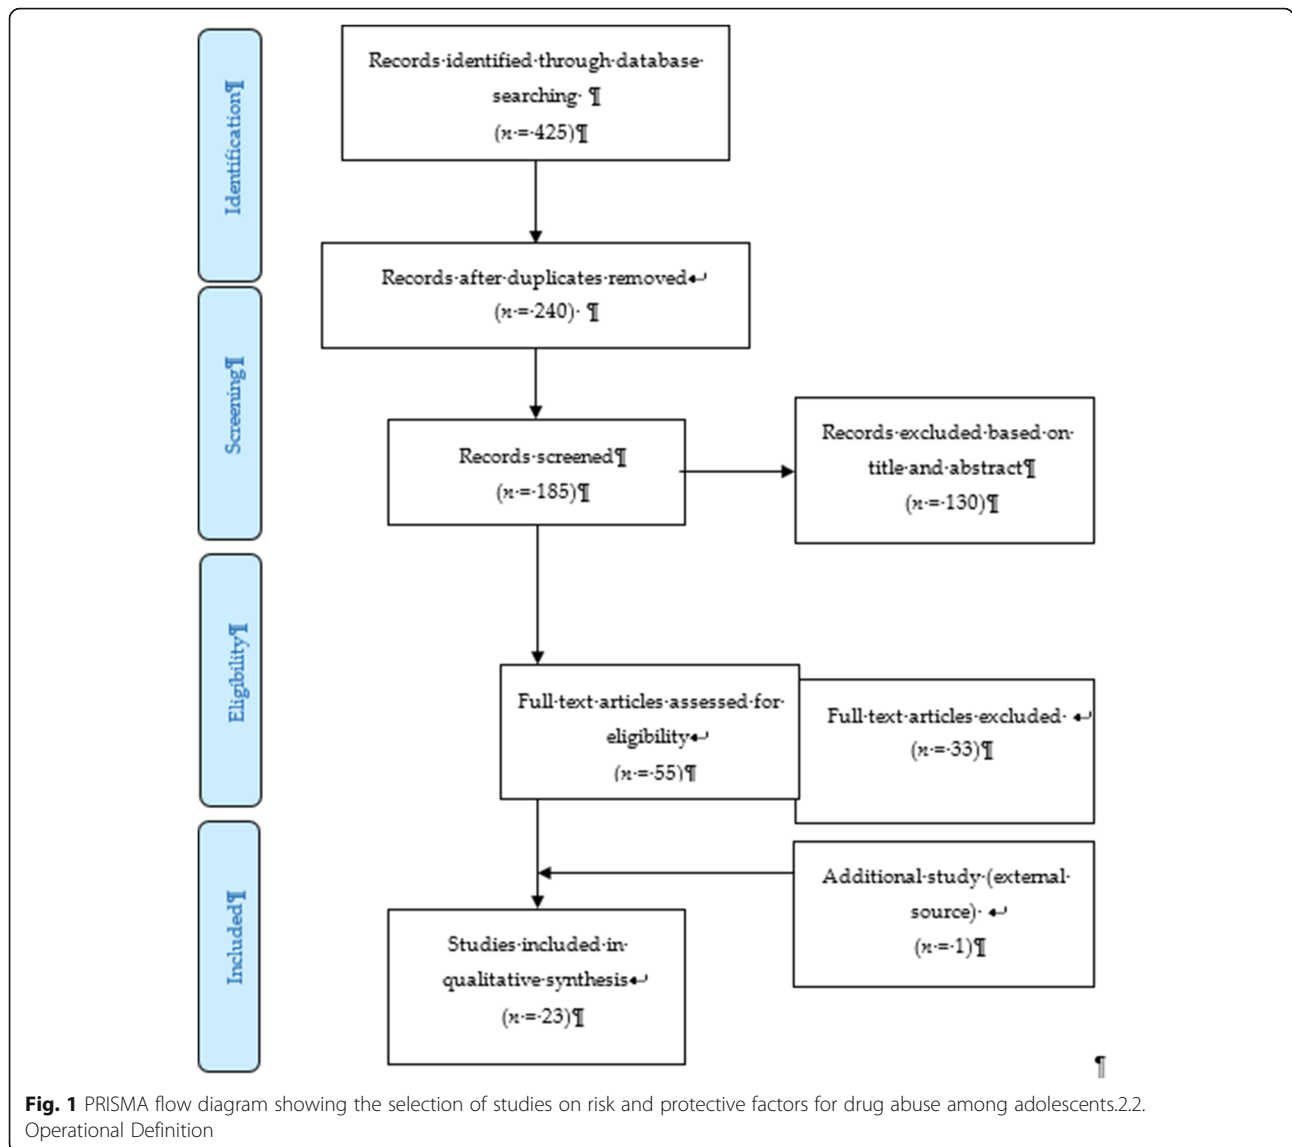 Identification¶
Records·identified·through·database·
searching· ¶
(n·=·425)¶
Records·after·duplicates·removed↵
(n·=·240)· ¶
Screening¶
Records·screened¶
(n·=·185)¶
Records·excluded·based·on·
title·and·abstract¶
(n·=·130)¶
Eligibility¶
Full-text·articles·assessed·for·
eligibility↵
(n·=·55)¶
Full-text·articles·excluded· ↵
(n·=·33)¶
Additional·study·(external·
source)· ↵
(n·=·1)¶
Included¶
Studies·included·in·
qualitative·synthesis↵
(n·=·23)¶
¶
Fig. 1 PRISMA flow diagram showing the selection of studies on risk and protective factors for drug abuse among adolescents.2.2.
Operational Definition